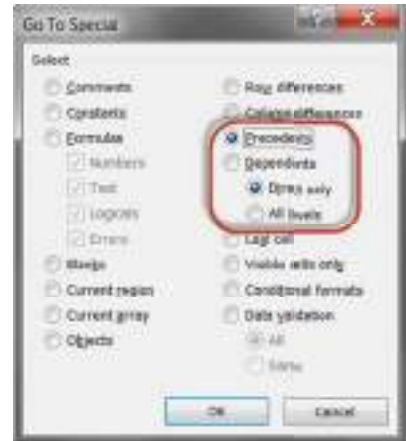 Go To Special
Select
Comments
Constants
Formulas
Numbers
Text
Logicals
Errors
Blanks
Current region
Current array
Objects
Row differences
Column differences
Precedents
Dependents
Direct only
All levels
Last cell
Visible cells only
Conditional formats
Data validation
All
Same
OK
Cancel